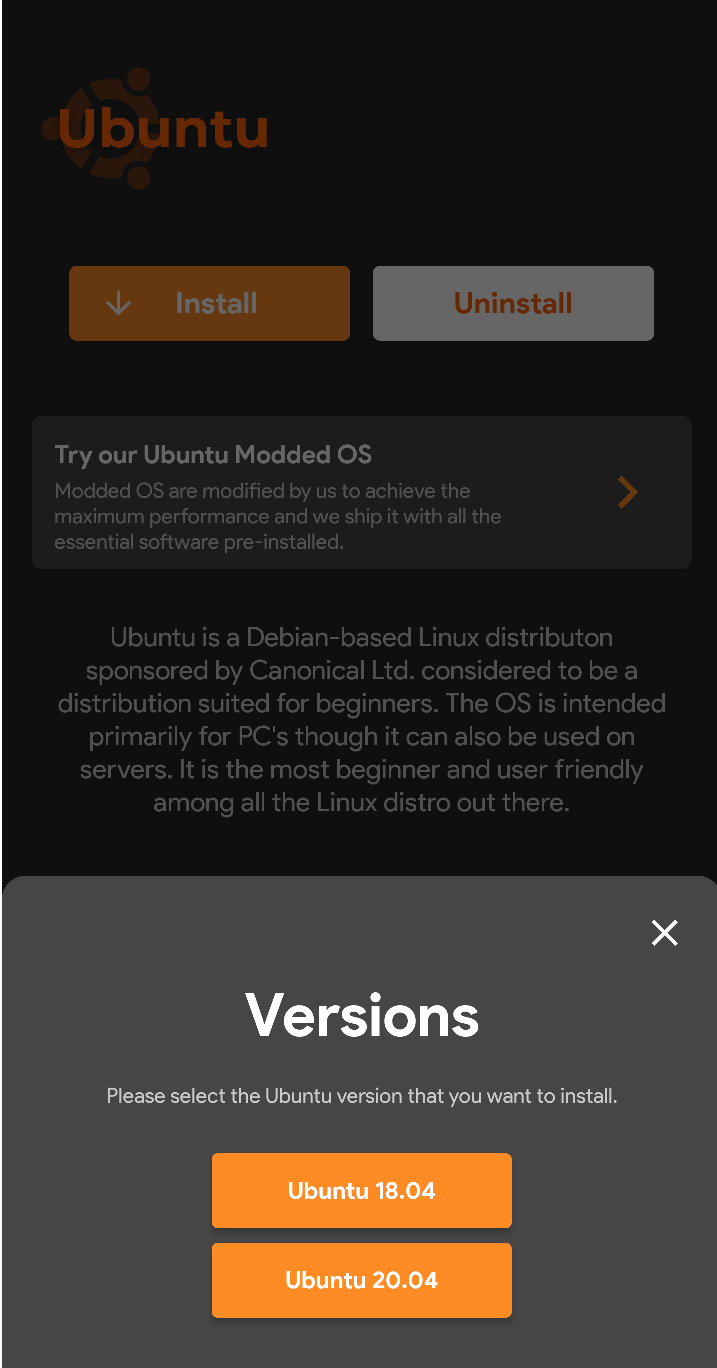 Ubuntu
Install
Uninstall
Try our Ubuntu Modded OS
Modded OS are modified by us to achieve the
maximum performance and we ship it with all the
essential software pre-installed.
Ubuntu is a Debian-based Linux distributon
sponsored by Canonical Ltd. considered to be a
distribution suited for beginners. The OS is intended
primarily for PC's though it can also be used on
servers. It is the most beginner and user friendly
among all the Linux distro out there.
Versions
Please select the Ubuntu version that you want to install.
Ubuntu 18.04
Ubuntu 20.04